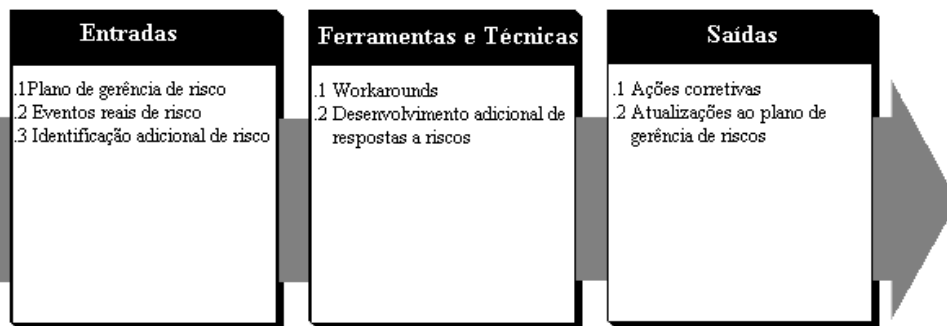 Entradas
.1Plano de gerência de risco
.2 Eventos reais de risco
.3 Identificação adicional de risco
Ferramentas e Técnicas
.1 Workarounds
.2 Desenvolvimento adicional de
respostas a riscos
Saídas
.1 Ações corretivas
.2 Atualizações ao plano de
gerência de riscos